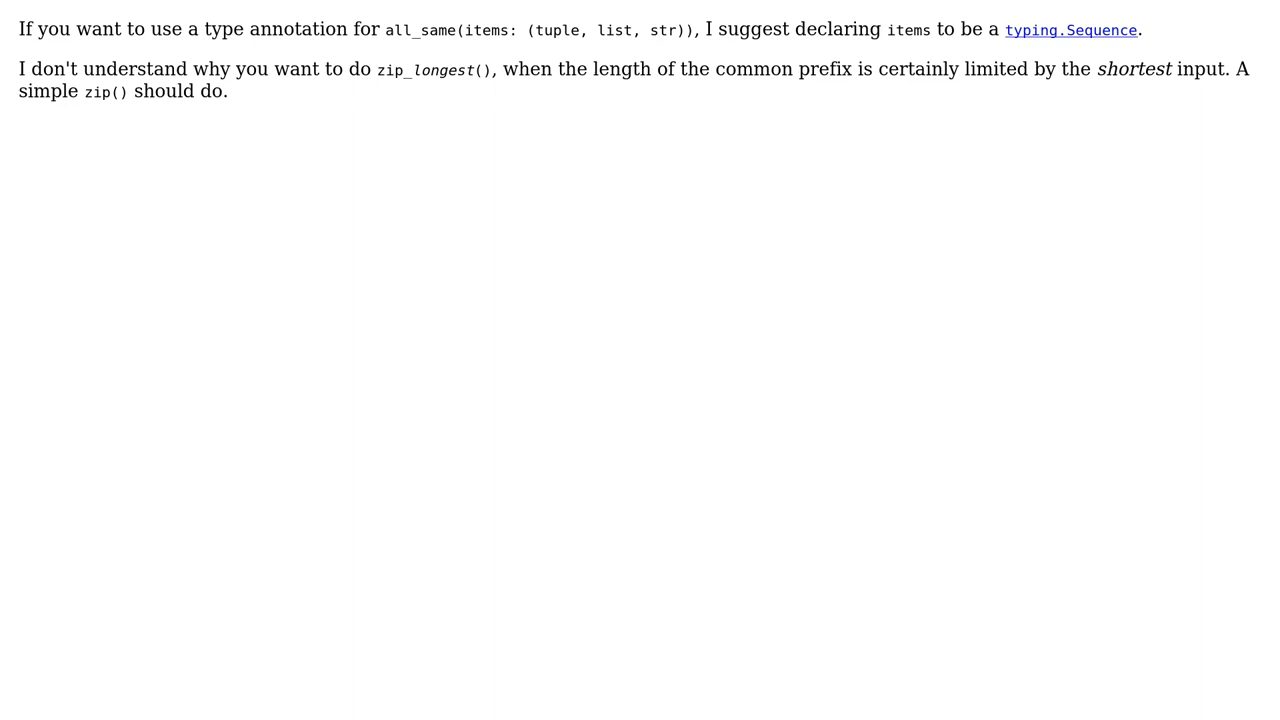 If you want to use a type annotation for all_same(items: (tuple, list, str)), I suggest declaring items to be a typing.Sequence.
I don't understand why you want to do zip_longest(), when the length of the common prefix is certainly limited by the shortest input. A
simple zip() should do.